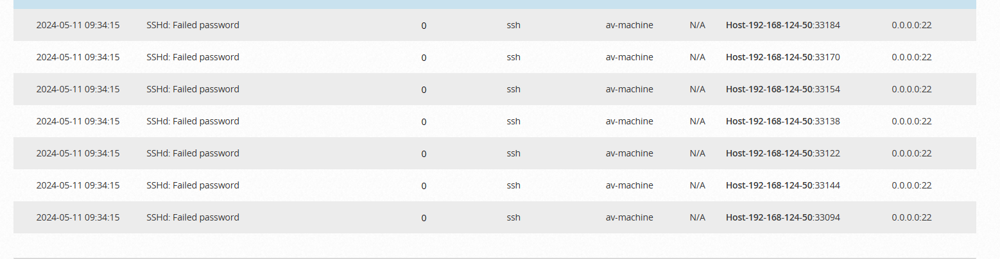 2024-05-11 09:34:15 SSHd: Failed password 0 ssh av-machine N/A Host-192-168-124-50:33184 0.0.0.0:22
2024-05-11 09:34:15 SSHd: Failed password 0 ssh av-machine N/A Host-192-168-124-50:33170 0.0.0.0:22
2024-05-11 09:34:15 SSHd: Failed password 0 ssh av-machine N/A Host-192-168-124-50:33154 0.0.0.0:22
2024-05-11 09:34:15 SSHd: Failed password 0 ssh av-machine N/A Host-192-168-124-50:33138 0.0.0.0:22
2024-05-11 09:34:15 SSHd: Failed password 0 ssh av-machine N/A Host-192-168-124-50:33122 0.0.0.0:22
2024-05-11 09:34:15 SSHd: Failed password 0 ssh av-machine N/A Host-192-168-124-50:33144 0.0.0.0:22
2024-05-11 09:34:15 SSHd: Failed password 0 ssh av-machine N/A Host-192-168-124-50:33094 0.0.0.0:22